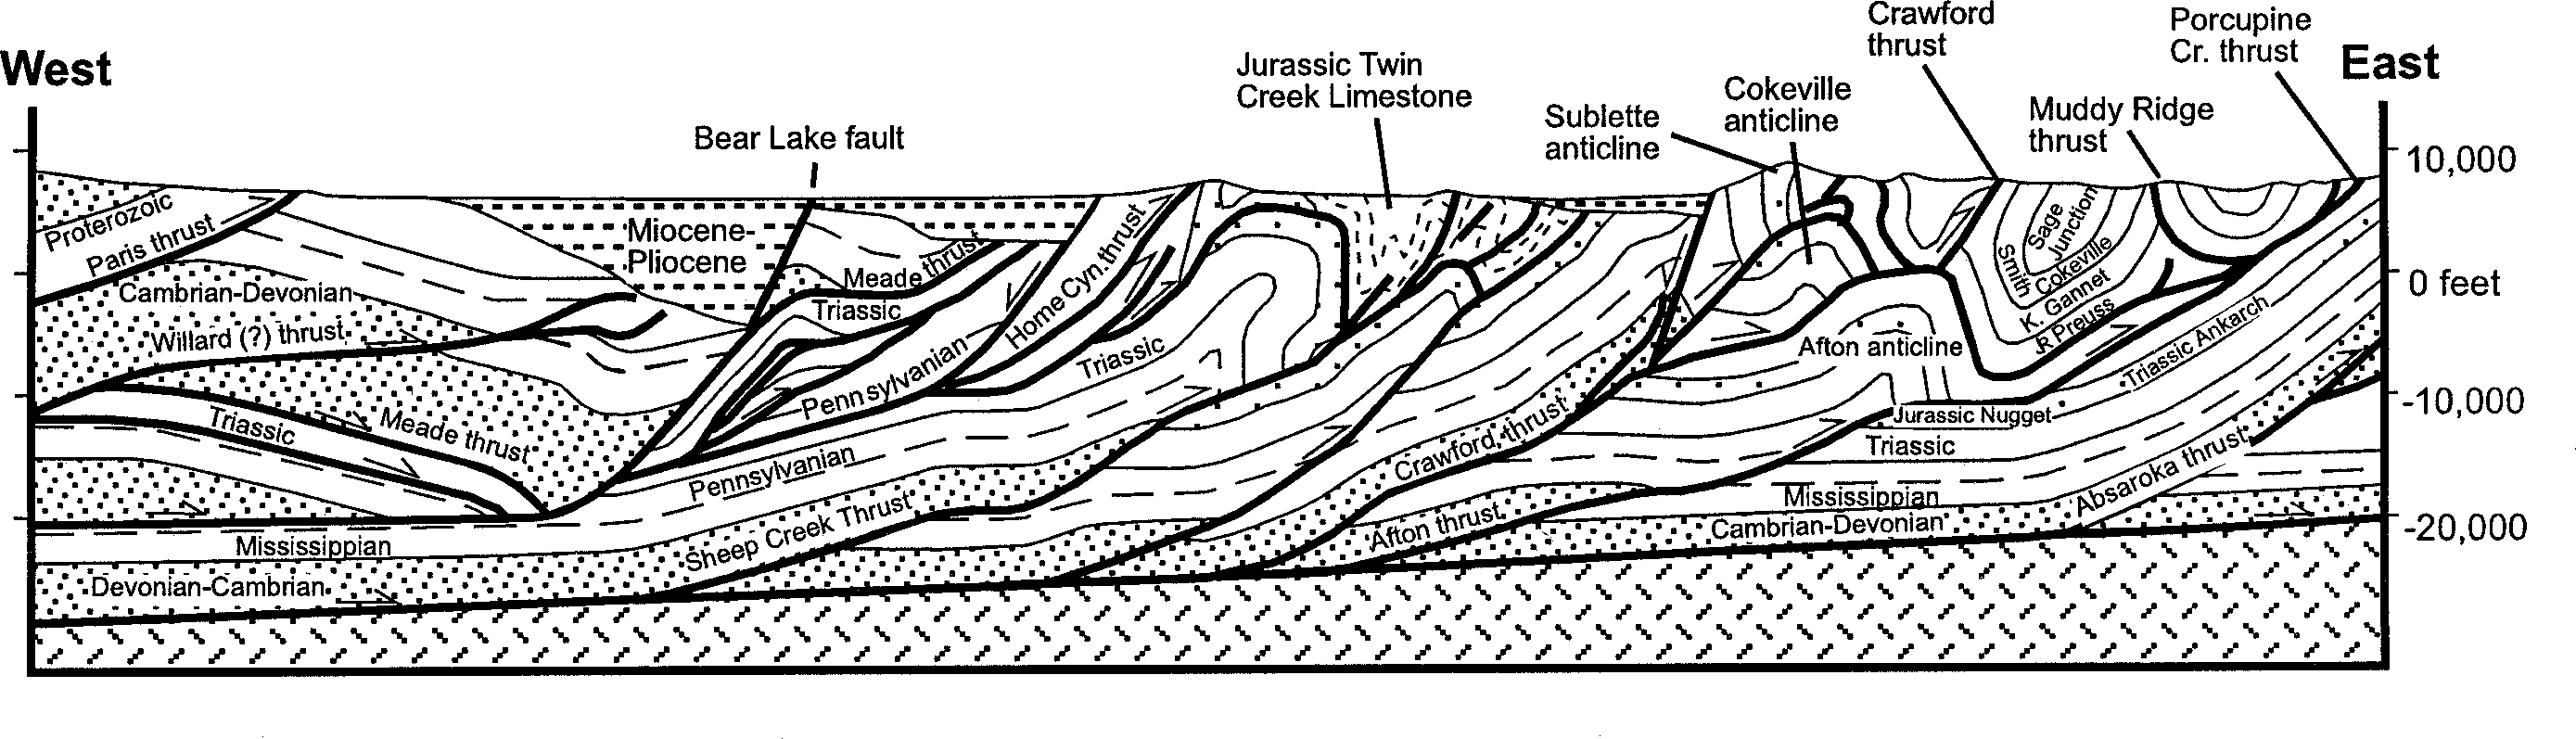 West
East
Crawford
thrust
Porcupine
Cr. thrust
Jurassic Twin
Creek Limestone
Cokeville
anticline
Sublette
anticline
Muddy Ridge
thrust
Bear Lake fault
10,000
0 feet
-10,000
-20,000
Proterozoic
Paris thrust
Cambrian-Devonian
Willard (?) thrust
Miocene-
Pliocene
Meade thrust
Triassic
Home Cyn. thrust
Pennsylvanian
Triassic
Triassic
Meade thrust
Pennsylvanian
Mississippian
Devonian-Cambrian
Sheep Creek Thrust
Crawford thrust
Afton thrust
Afton anticline
Sage
Junction
Smith
Cokeville
K. Gannet
JR Preuss
Triassic Ankarch
Jurassic Nugget
Triassic
Mississippian
Cambrian-Devonian
Absaroka thrust